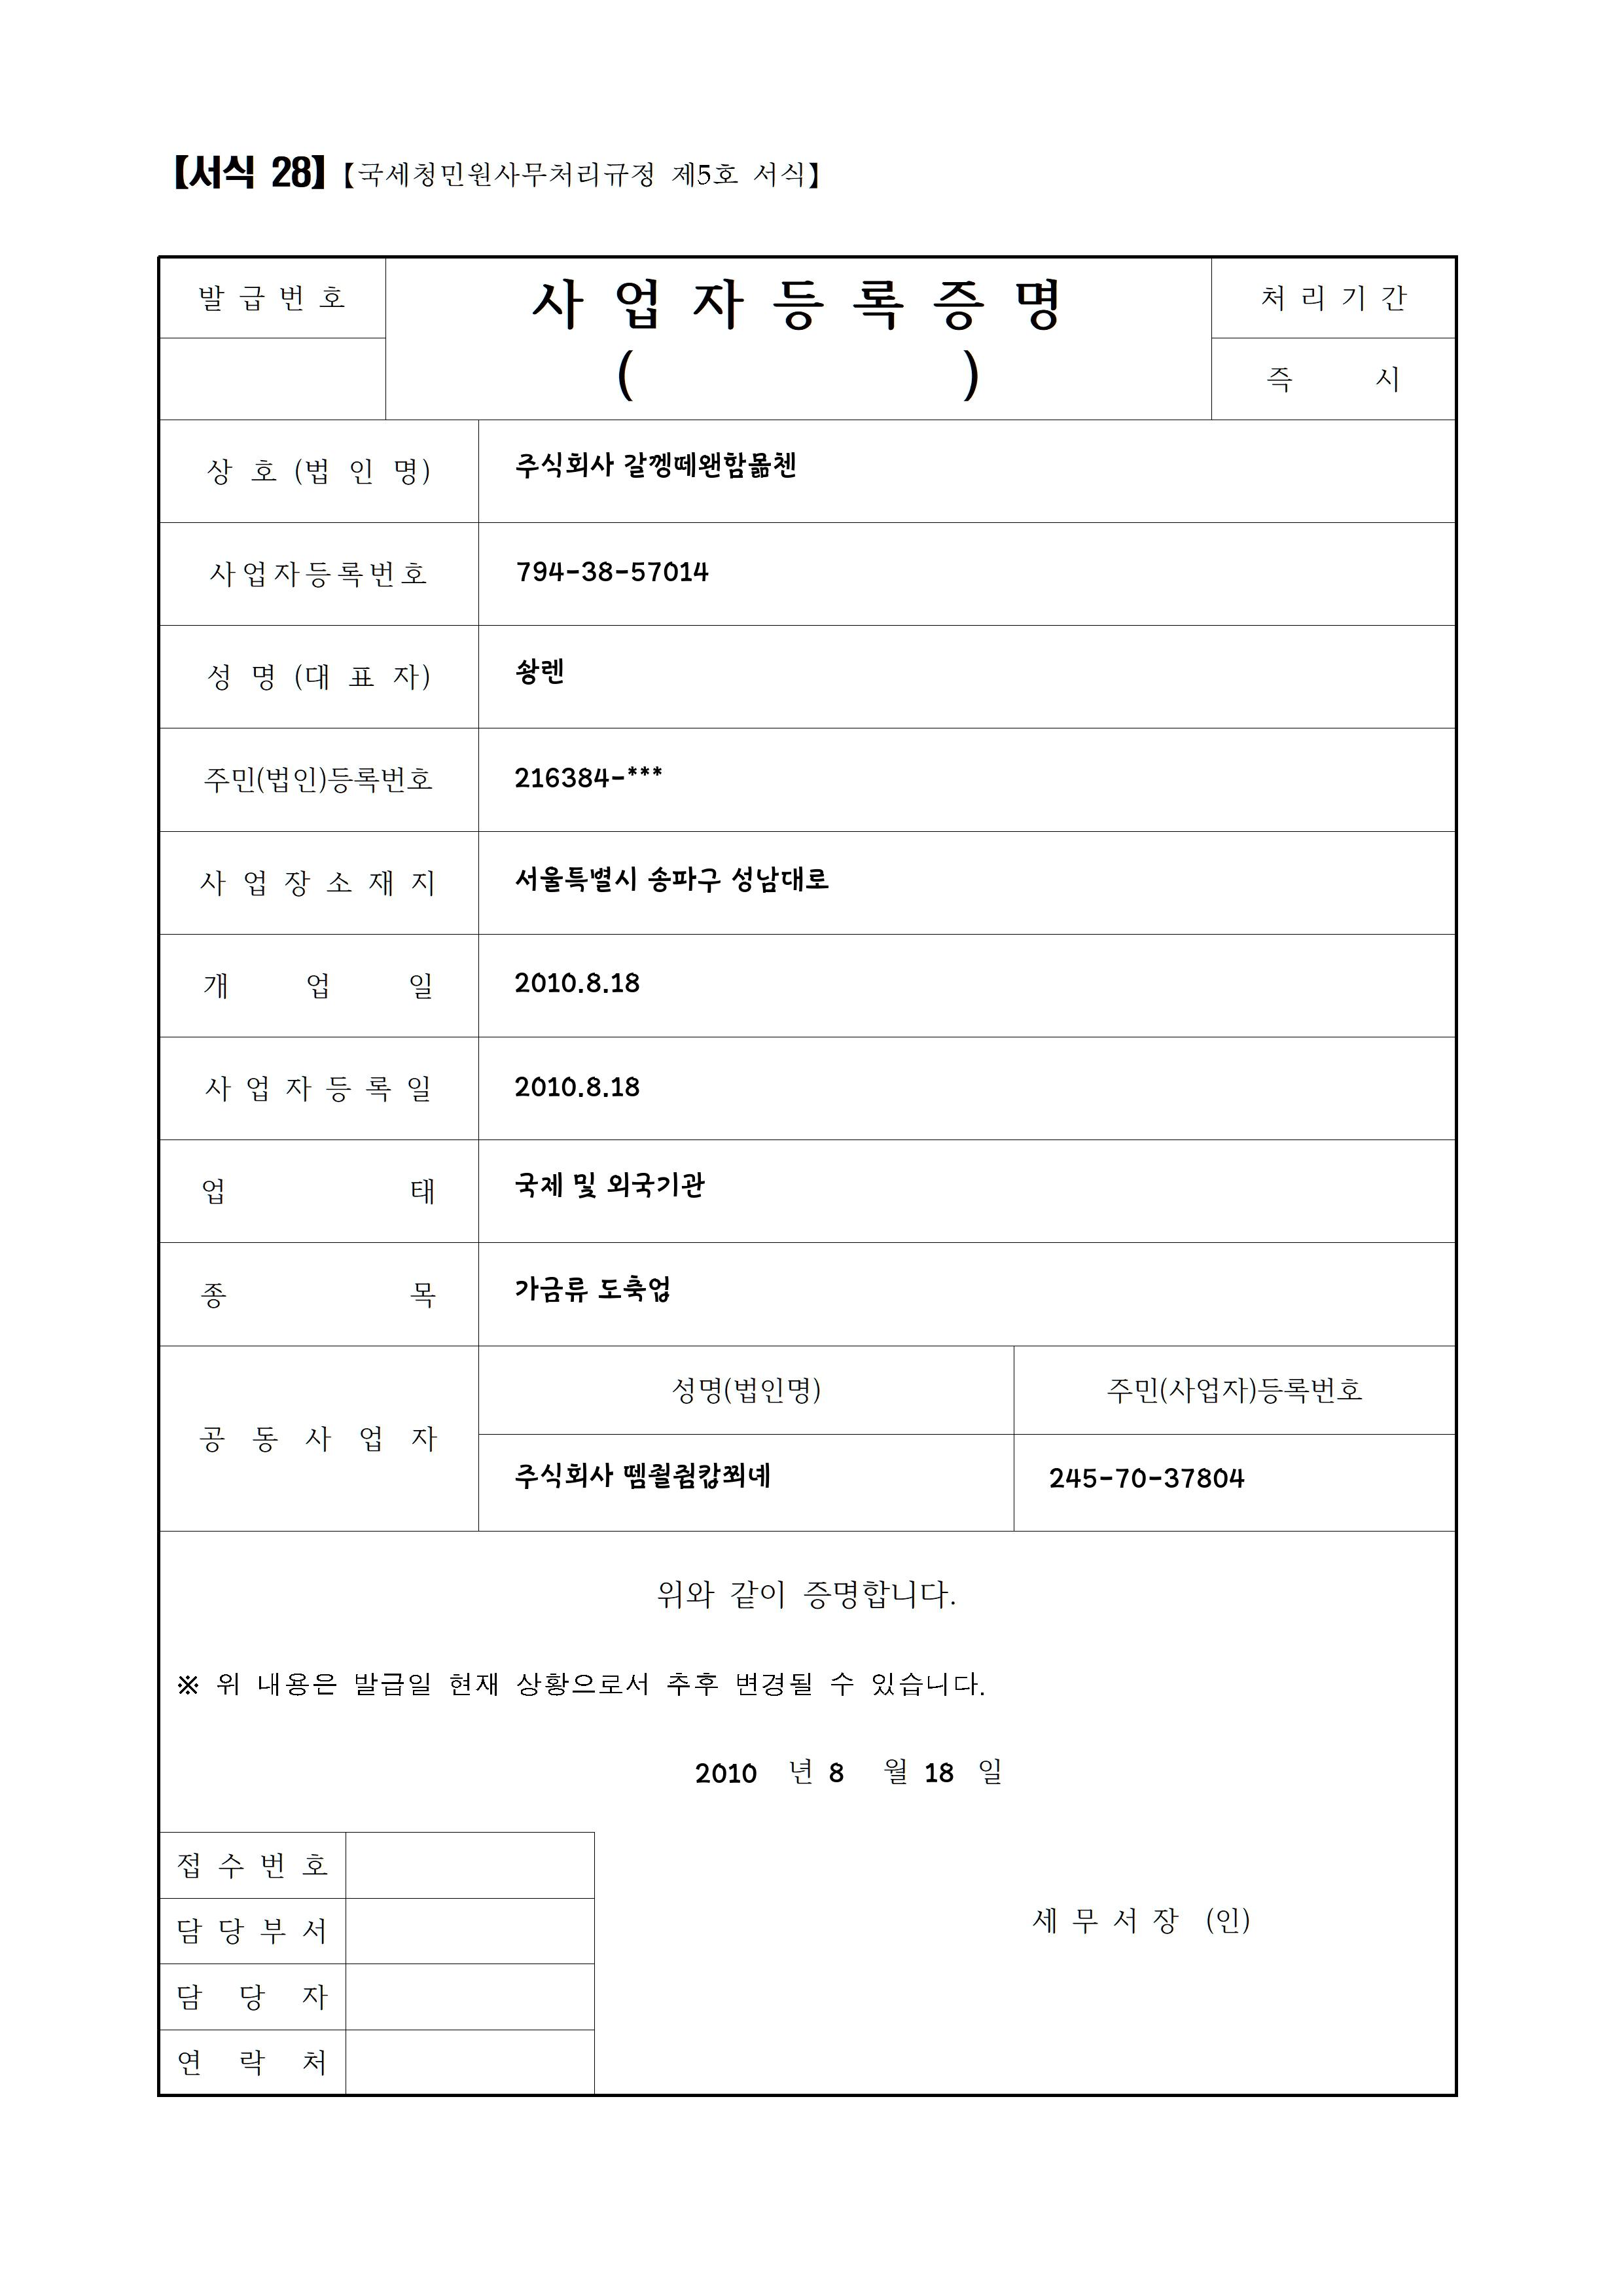 【서식 28】【국세청민원사무처리규정 제5호 서식】
발급번호
사업자등록증명
( )
처리기간
즉 시
상 호 (법 인 명)
주식회사 갈껭떼왠함몲첸
사업자등록번호
794-38-57014
성 명 (대 표 자)
솽렌
주민(법인)등록번호
216384-***
사업장소재지
서울특별시 송파구 성남대로
개 업 일
2010.8.18
사업자등록일
2010.8.18
업 태
국제 및 외국기관
종 목
가금류 도축업
공동사업자
성명(법인명)
주민(사업자)등록번호
주식회사
245-70-37804
위와 같이 증명합니다.
※ 위 내용은 발급일 현재 상황으로서 추후 변경될 수 있습니다.
2010 년 8 월 18 일
접수번호
담당부서
세무서장 (인)
담 당 자
연 락 처